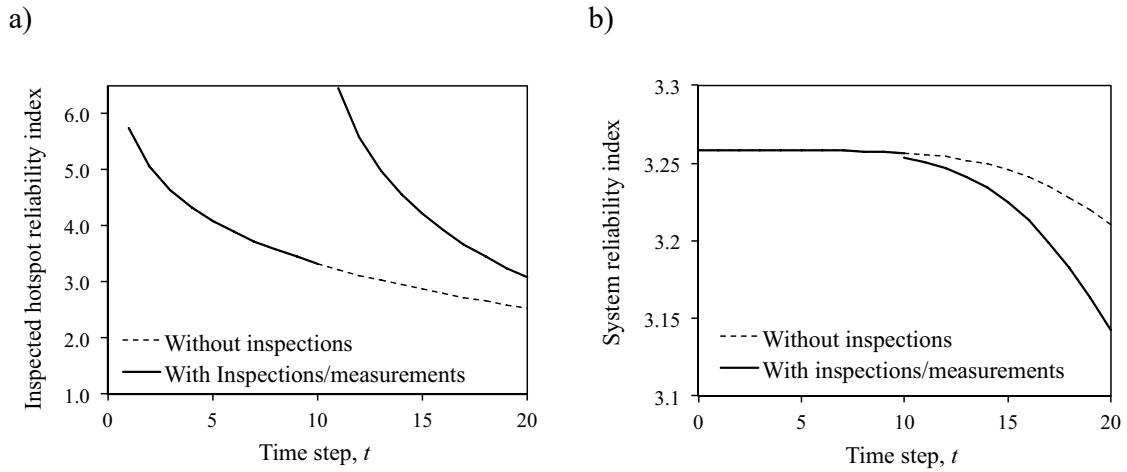 a)
Inspected hotspot reliability index
6.0
5.0
4.0
3.0
2.0
1.0
Without inspections
With Inspections/measurements
0
5
10
15
20
Time step, t
b)
System reliability index
3.3
3.25
3.2
3.15
3.1
Without inspections
With inspections/measurements
0
5
10
15
20
Time step, t